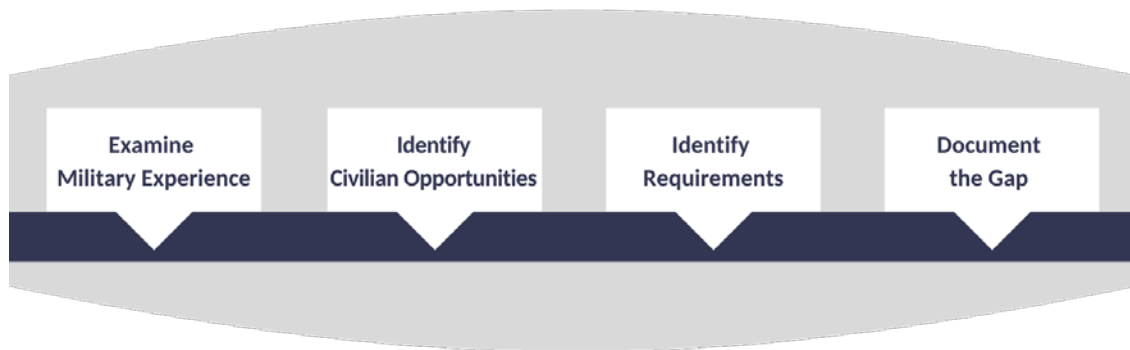 Examine
Military Experience
Identify
Civilian Opportunities
Identify
Requirements
Document
the Gap